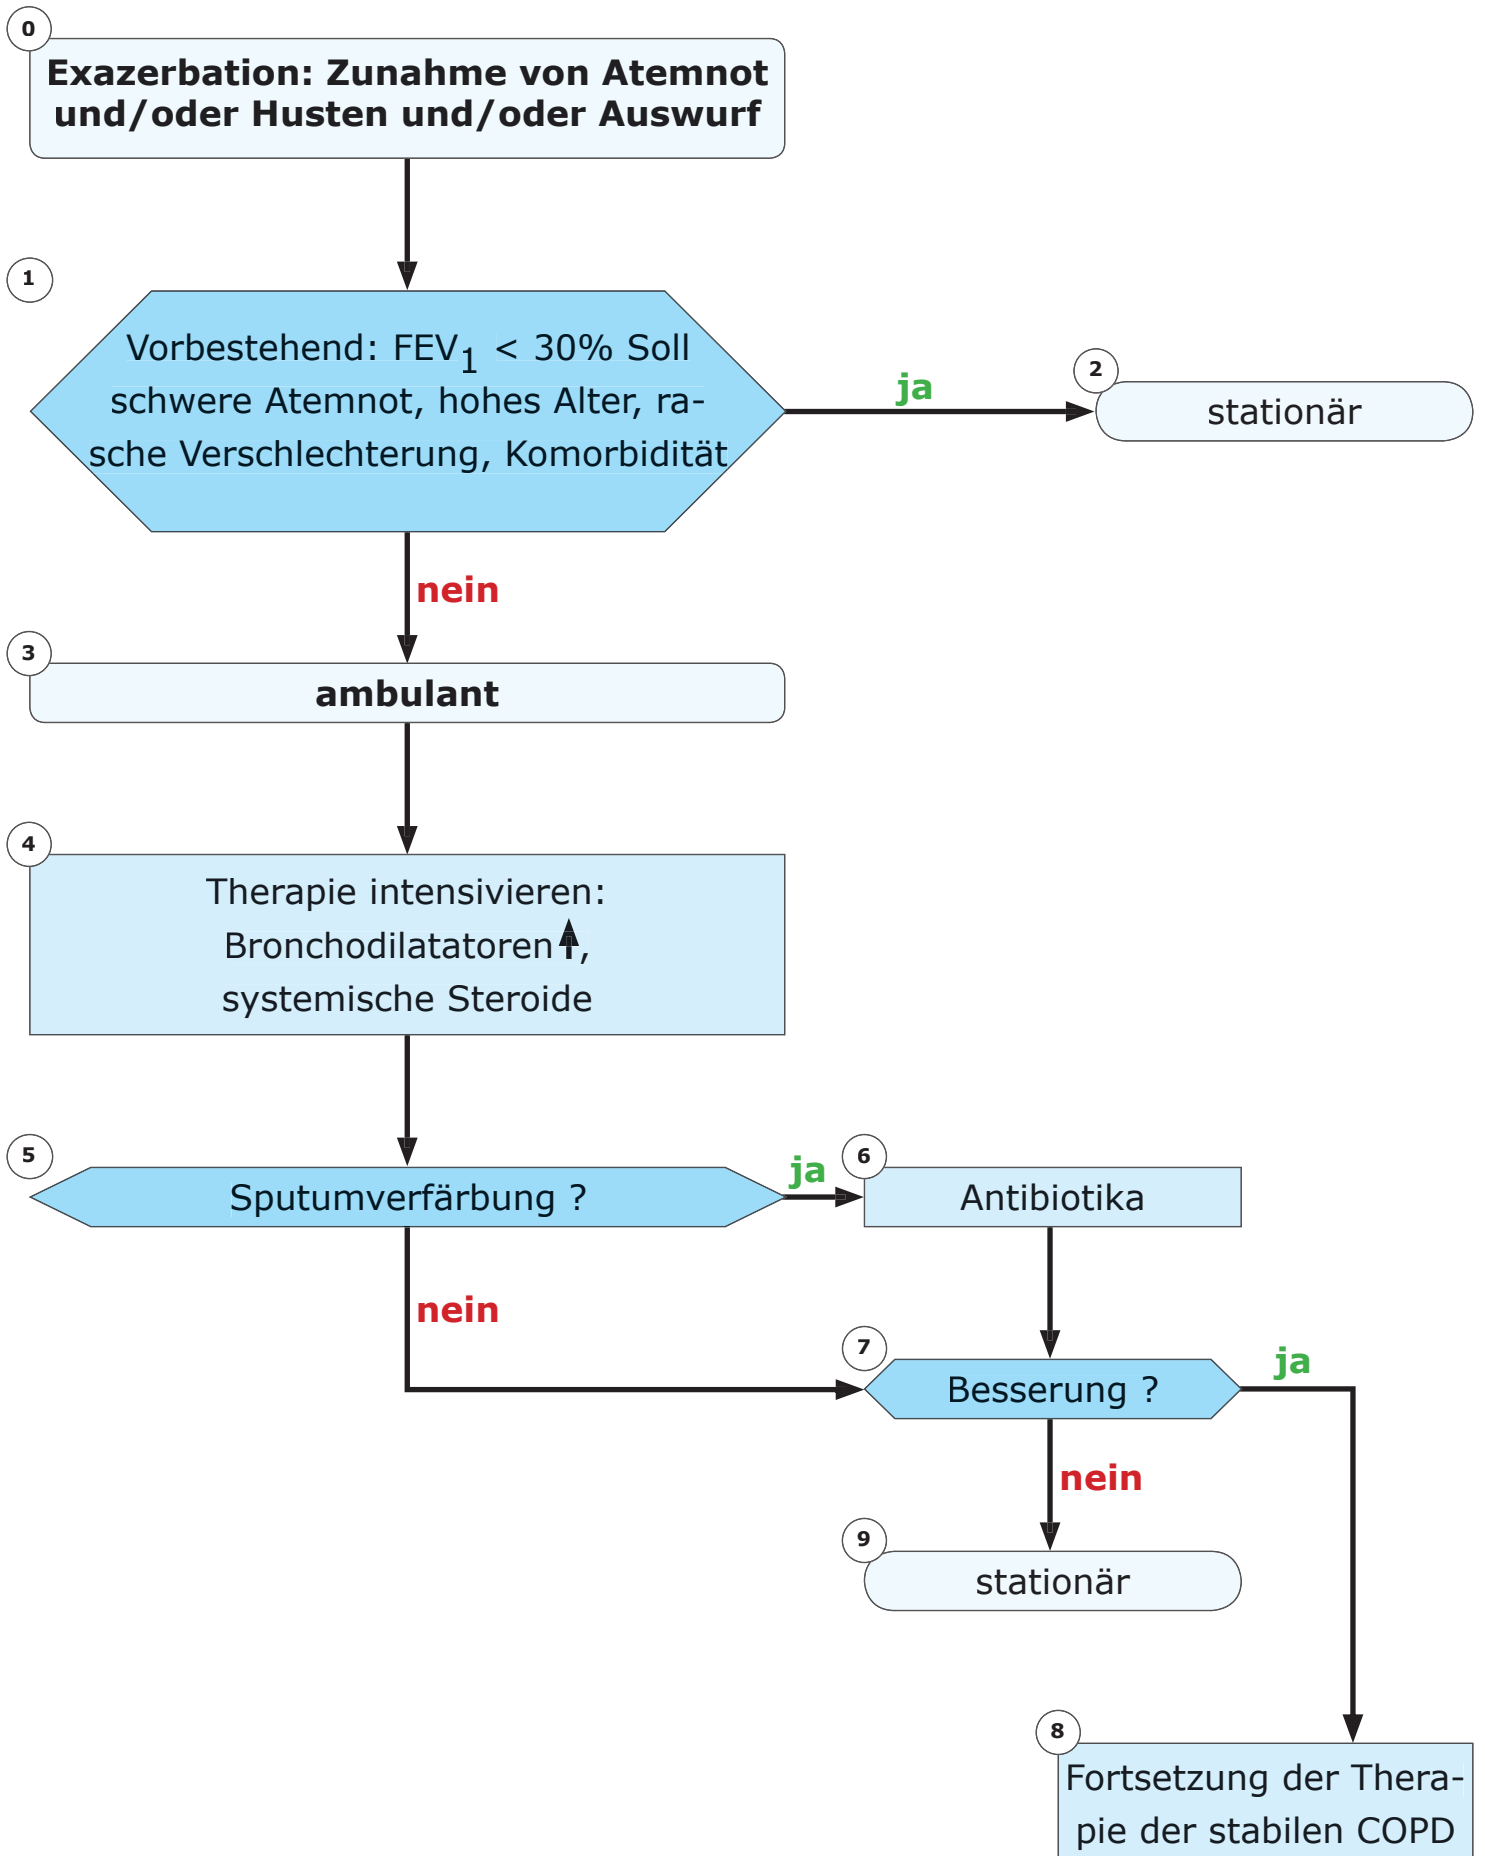 0
Exazerbation: Zunahme von Atemnot
und/oder Husten und/oder Auswurf
1
Vorbestehend: FEV1 < 30% Soll
schwere Atemnot, hohes Alter, ra-
sche Verschlechterung, Komorbidität
ja
2
stationär
nein
3
ambulant
4
Therapie intensivieren:
Bronchodilatatoren↑,
systemische Steroide
5
Sputumverfärbung ?
ja
6
Antibiotika
nein
7
Besserung ?
ja
nein
9
stationär
8
Fortsetzung der Thera-
pie der stabilen COPD